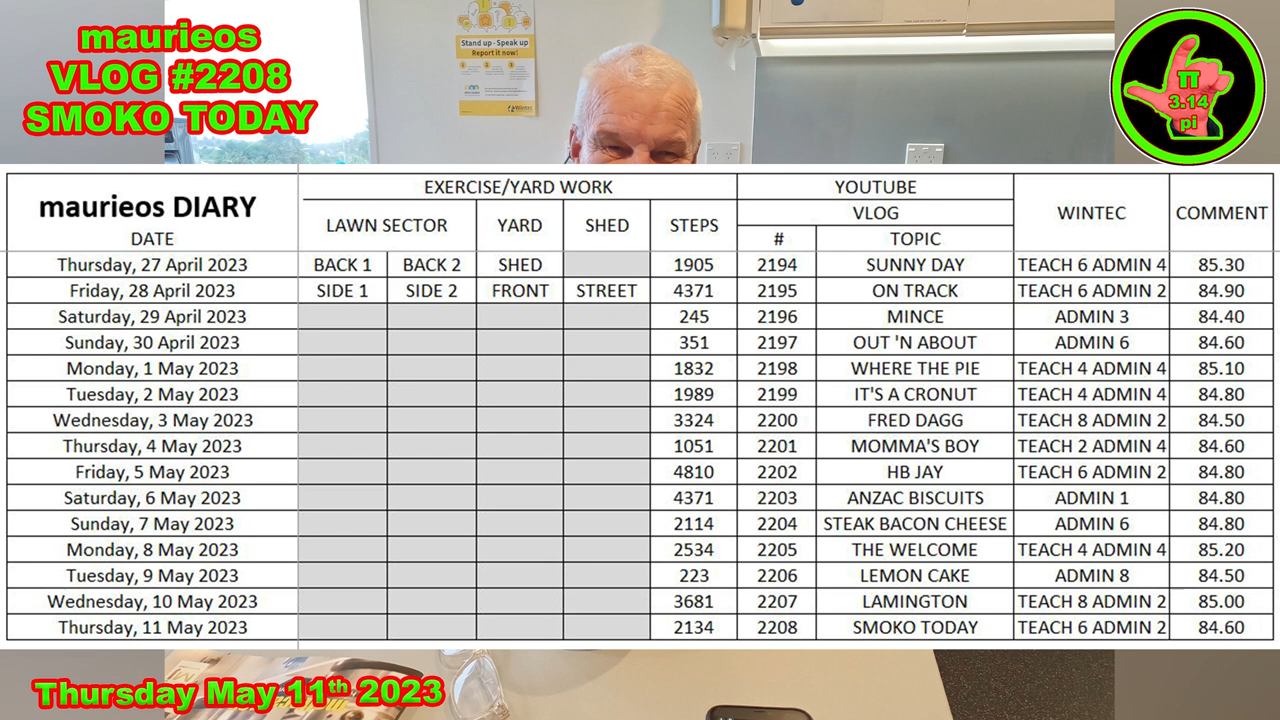 maurieos
VLOG #2208
SMOKO TODAY
Stand up - Speak up
Report it now!
1 2 3
Wintec
π
3.14
pi
maurieos DIARY EXERCISE/YARD WORK YOUTUBE WINTEC COMMENT
DATE LAWN SECTOR YARD SHED STEPS VLOG
# TOPIC
Thursday, 27 April 2023 BACK 1 BACK 2 SHED 1905 2194 SUNNY DAY TEACH 6 ADMIN 4 85.30
Friday, 28 April 2023 SIDE 1 SIDE 2 FRONT STREET 4371 2195 ON TRACK TEACH 6 ADMIN 2 84.90
Saturday, 29 April 2023 245 2196 MINCE ADMIN 3 84.40
Sunday, 30 April 2023 351 2197 OUT 'N ABOUT ADMIN 6 84.60
Monday, 1 May 2023 1832 2198 WHERE THE PIE TEACH 4 ADMIN 4 85.10
Tuesday, 2 May 2023 1989 2199 IT'S A CRONUT TEACH 4 ADMIN 4 84.80
Wednesday, 3 May 2023 3324 2200 FRED DAGG TEACH 8 ADMIN 2 84.50
Thursday, 4 May 2023 1051 2201 MOMMA'S BOY TEACH 2 ADMIN 4 84.60
Friday, 5 May 2023 4810 2202 HB JAY TEACH 6 ADMIN 2 84.80
Saturday, 6 May 2023 4371 2203 ANZAC BISCUITS ADMIN 1 84.80
Sunday, 7 May 2023 2114 2204 STEAK BACON CHEESE ADMIN 6 84.80
Monday, 8 May 2023 2534 2205 THE WELCOME TEACH 4 ADMIN 4 85.20
Tuesday, 9 May 2023 223 2206 LEMON CAKE ADMIN 8 84.50
Wednesday, 10 May 2023 3681 2207 LAMINGTON TEACH 8 ADMIN 2 85.00
Thursday, 11 May 2023 2134 2208 SMOKO TODAY TEACH 6 ADMIN 2 84.60
Thursday May 11th 2023